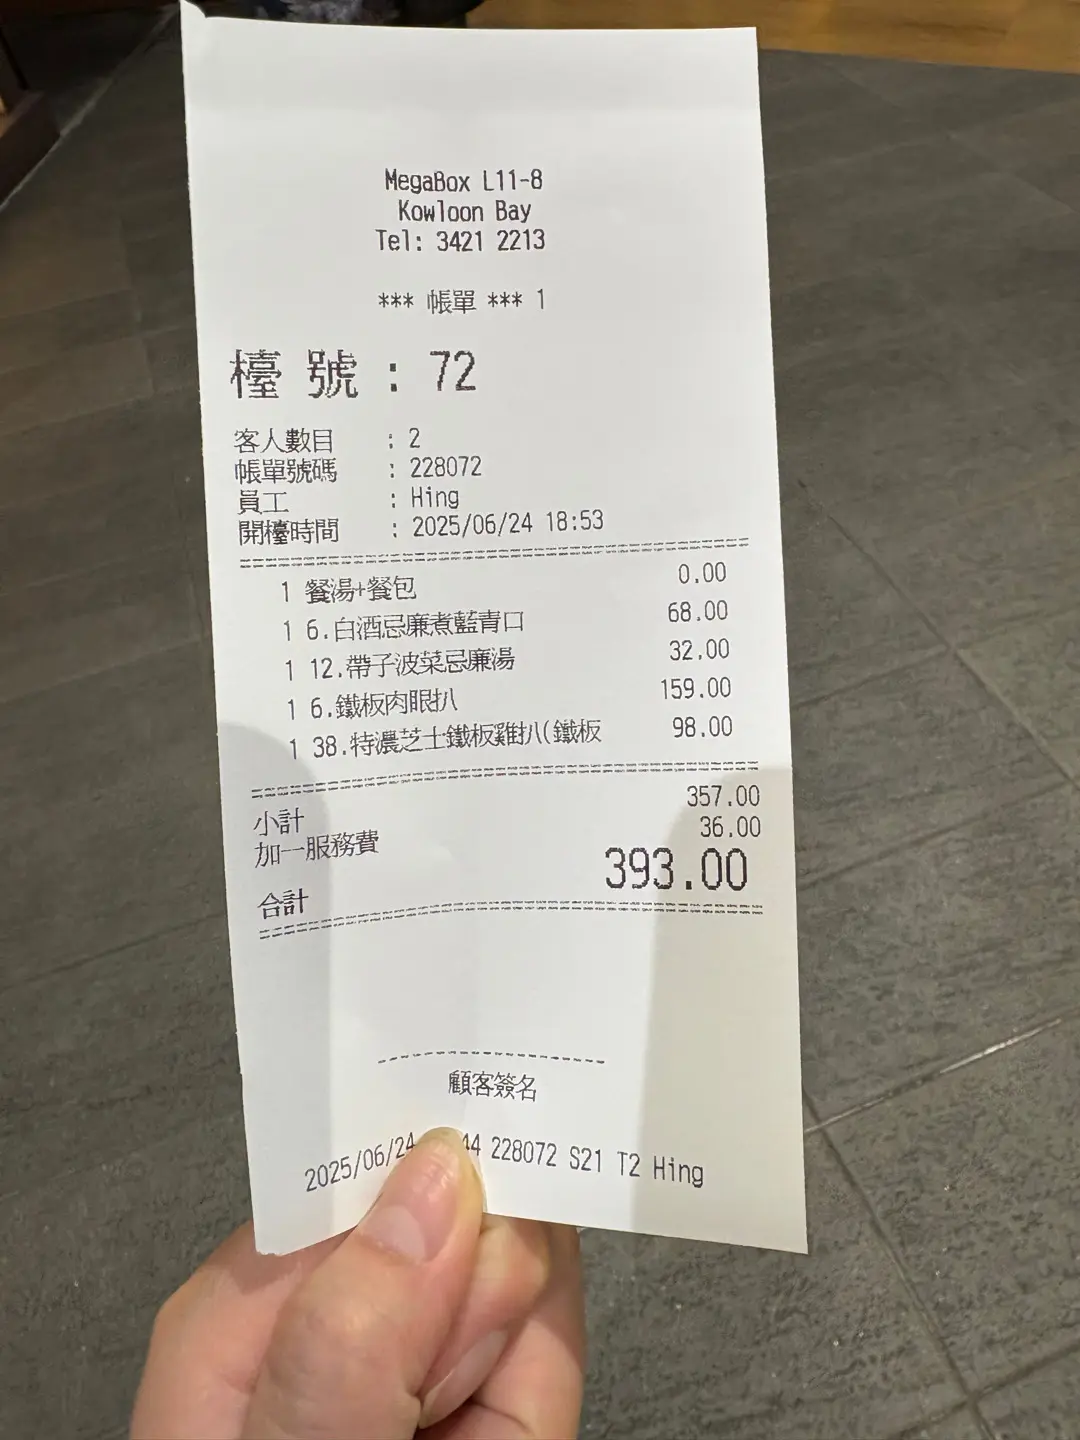 MegaBox L11-8
Kowloon Bay
Tel: 3421 2213
*** 帳單 *** 1
檯 號 : 72
客人數目 : 2
帳單號碼 : 228072
員工 : Hing
開檯時間 : 2025/06/24 18:53
1 餐湯+餐包 0.00
1 6.白酒忌廉煮藍青口 68.00
1 12.帶子波菜忌廉湯 32.00
1 6.鐵板肉眼扒 159.00
1 38.特濃芝士鐵板雞扒(鐵板 98.00
小計 357.00
加一服務費 36.00
合計 393.00
顧客簽名
2025/06/24 44 228072 S21 T2 Hing